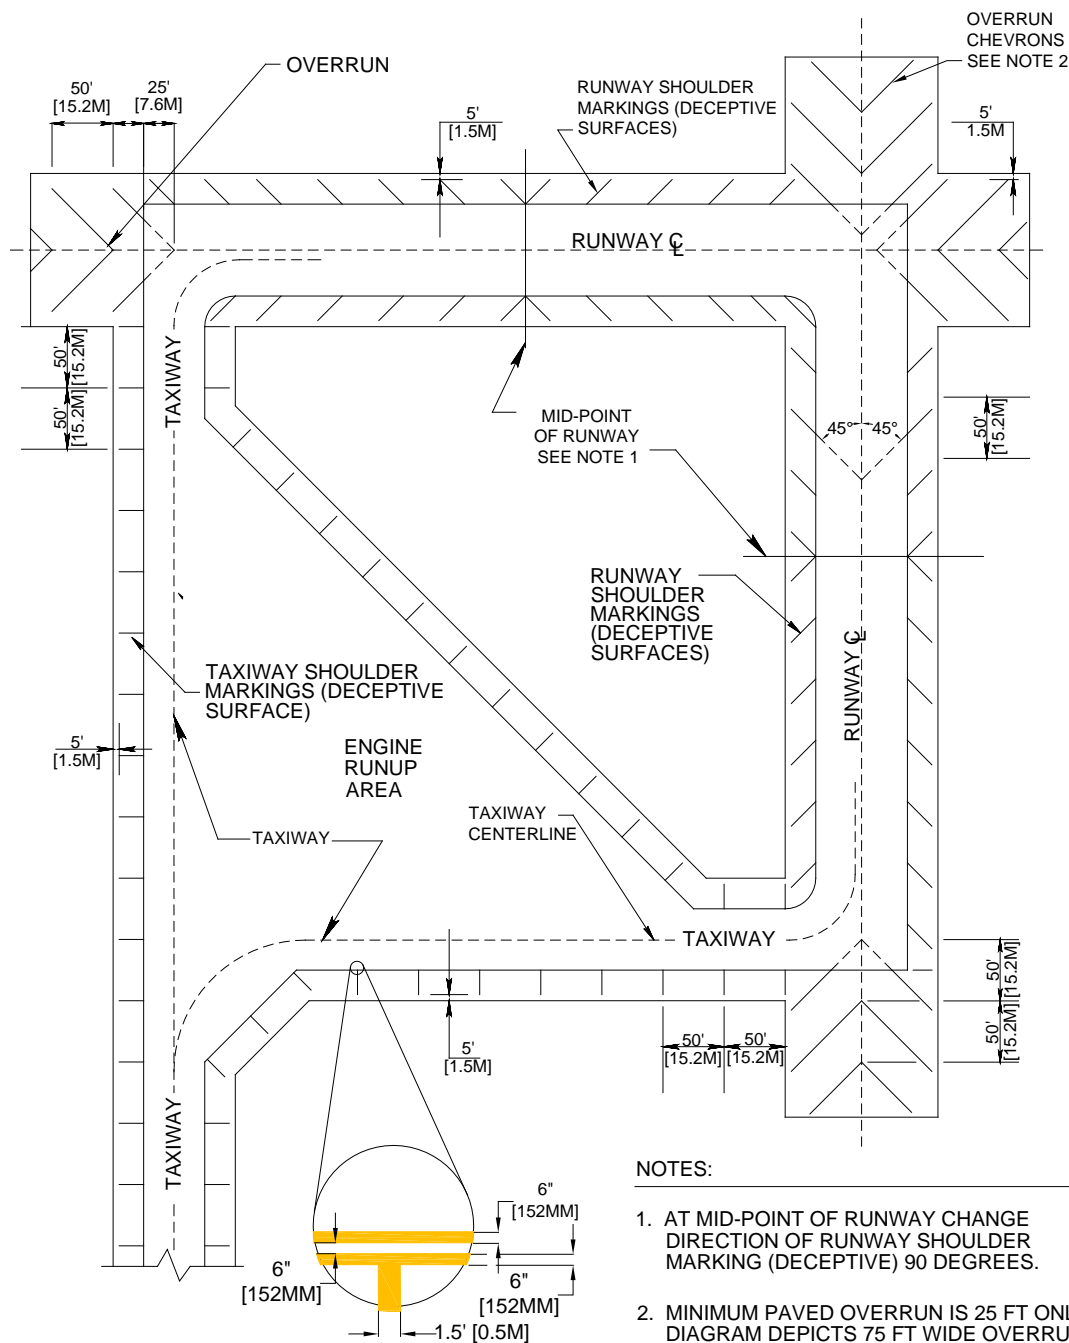 OVERRUN
CHEVRONS
SEE NOTE 2
OVERRUN
50'
[15.2M]
25'
[7.6M]
RUNWAY SHOULDER
MARKINGS (DECEPTIVE
SURFACES)
5'
[1.5M]
5'
1.5M
RUNWAY ℄
50'
[15.2M]
50'
[15.2M]
TAXIWAY
MID-POINT
OF RUNWAY
SEE NOTE 1
45° 45°
50'
[15.2M]
RUNWAY
SHOULDER
MARKINGS
(DECEPTIVE
SURFACES)
RUNWAY ℄
TAXIWAY SHOULDER
MARKINGS (DECEPTIVE
SURFACE)
5'
[1.5M]
ENGINE
RUNUP
AREA
TAXIWAY
TAXIWAY
CENTERLINE
TAXIWAY
50'
[15.2M]
50'
[15.2M]
5'
[1.5M]
50'
[15.2M]
50'
[15.2M]
TAXIWAY
6"
[152MM]
6"
[152MM]
6"
[152MM]
1.5' [0.5M]
NOTES:
1. AT MID-POINT OF RUNWAY CHANGE
DIRECTION OF RUNWAY SHOULDER
MARKING (DECEPTIVE) 90 DEGREES.
2. MINIMUM PAVED OVERRUN IS 25 FT
DIAGRAM DEPICTS 75 FT WIDE